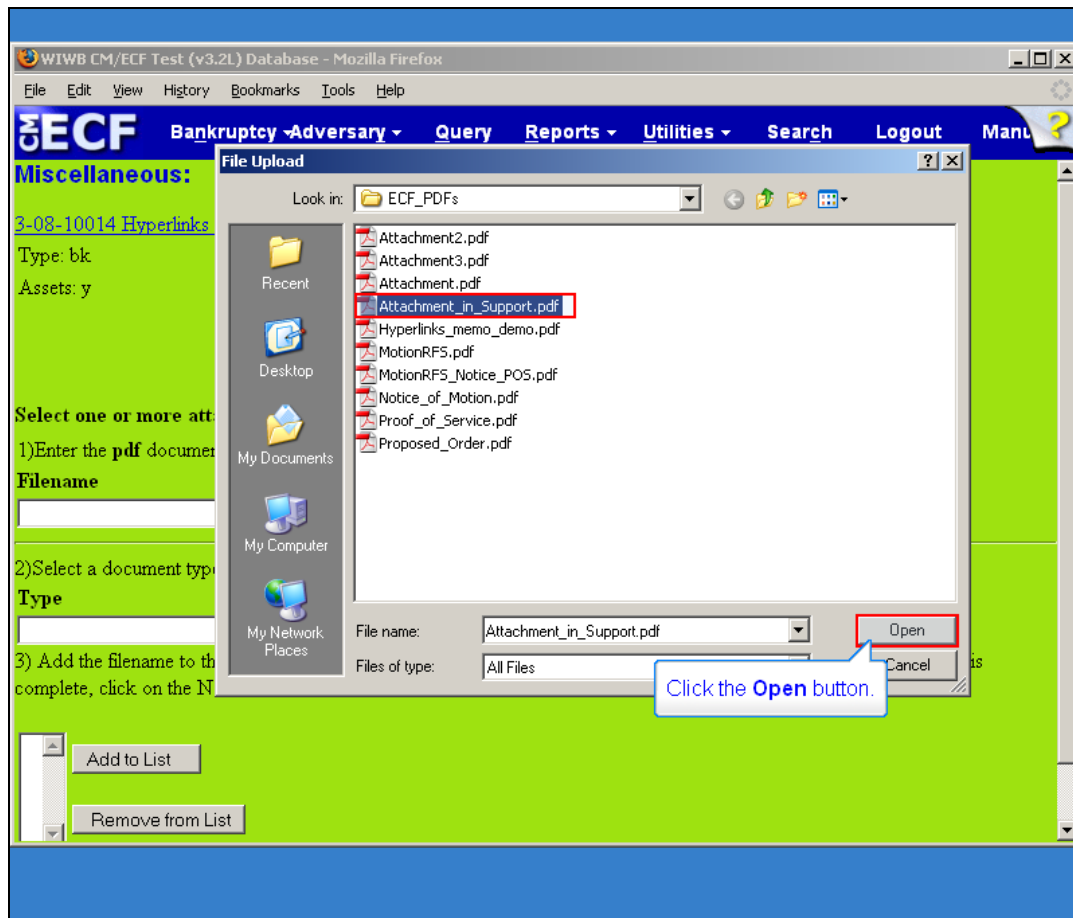 WIWB CM/ECF Test (v3.2L) Database - Mozilla Firefox
File Edit View History Bookmarks Tools Help
CM ECF Bankruptcy Adversary Query Reports Utilities Search Logout ?
Miscellaneous:
3-08-10014 Hyperlinks
Type: bk
Assets: y
Select one or more
1)Enter the pdf
Filename
2)Select a document
Type
3) Add the filename to is
complete, click on the
Add to List
Remove from List
File Upload
Look in: ECF_PDFs
Recent
Desktop
My Documents
My Computer
My Network
Places
Attachment2.pdf
Attachment3.pdf
Attachment.pdf
Attachment_in_Support.pdf
Hyperlinks_memo_demo.pdf
MotionRFS.pdf
MotionRFS_Notice_POS.pdf
Notice_of_Motion.pdf
Proof_of_Service.pdf
Proposed_Order.pdf
File name: Attachment_in_Support.pdf Open
Files of type: All Files Cancel
Click the Open button.